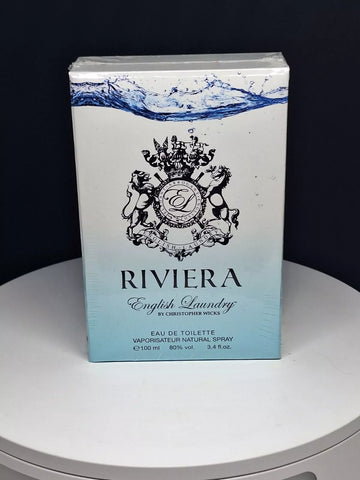 EL
RIVIERA
English Laundry
BY CHRISTOPHER WICKS
EAU DE TOILETTE
VAPORISATEUR NATURAL SPRAY
℮100 ml 80% vol. 3.4 fl.oz.